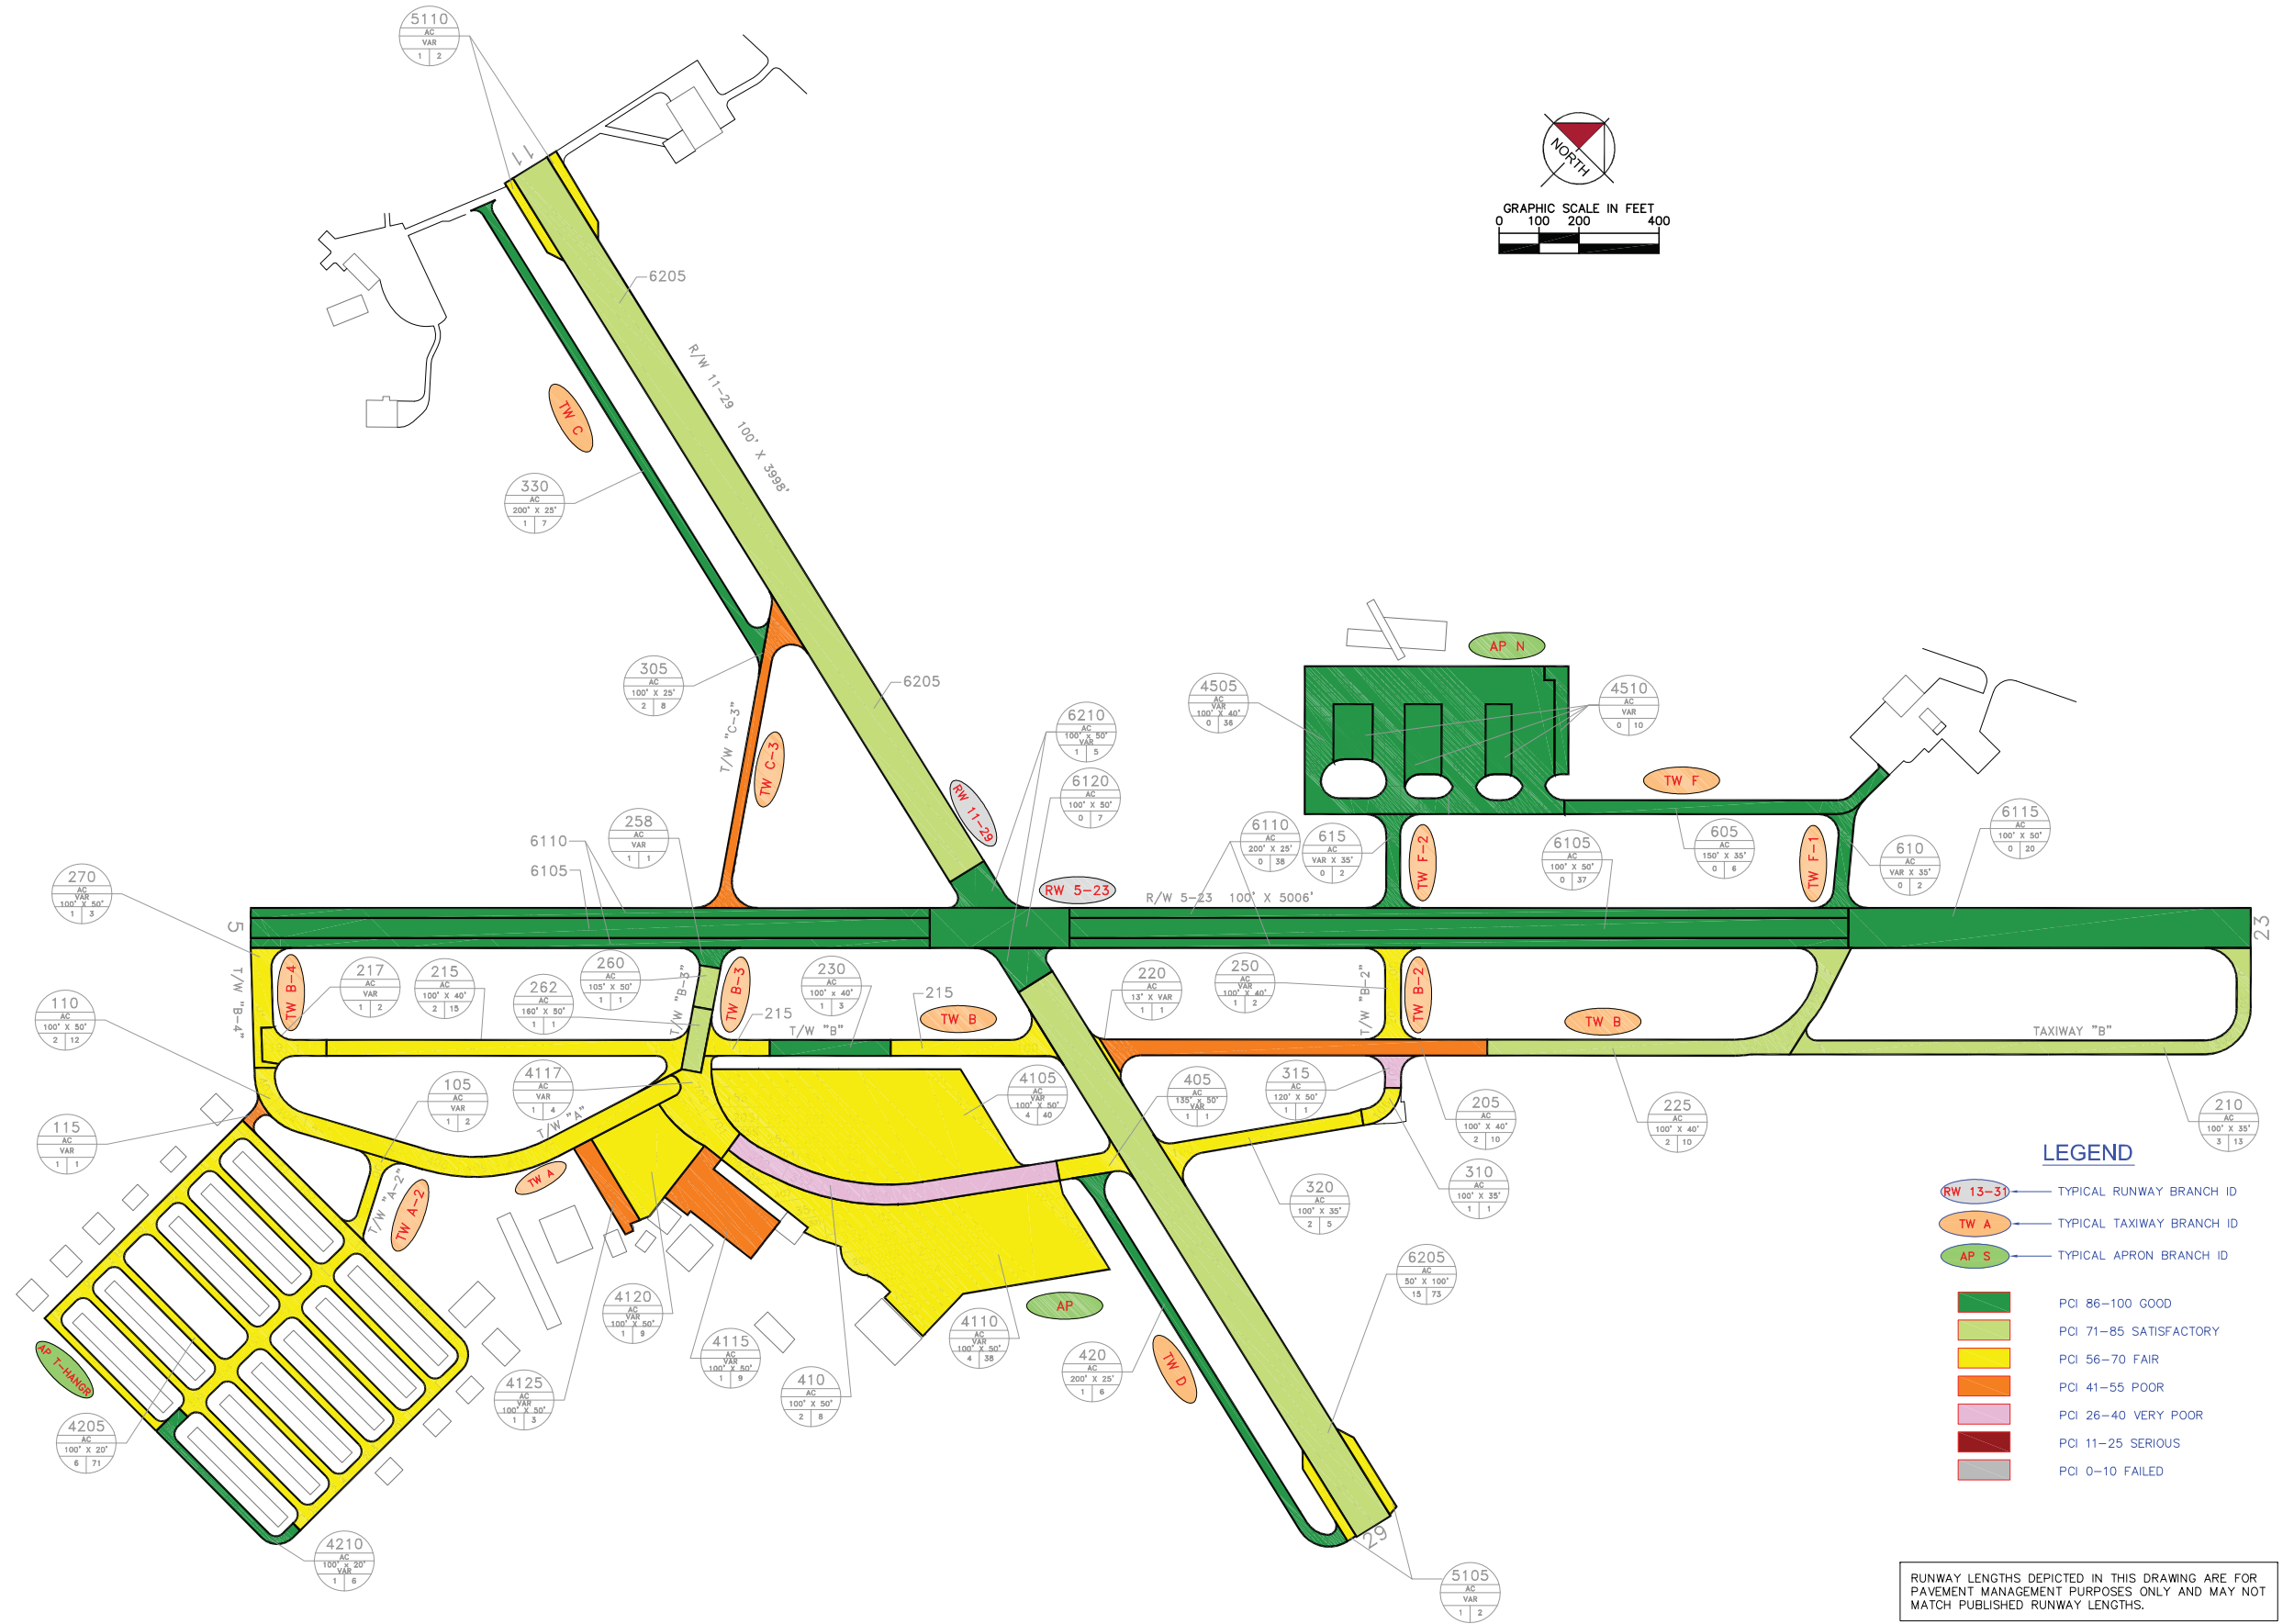 5110
AC
VAR
1 2
11
NORTH
GRAPHIC SCALE IN FEET
0 100 200 400
6205
R/W 11-29 100' X 3998'
TW C
330
AC
200' X 25'
1 7
305
AC
100' X 25'
2 8
T/W "C-3"
TW C-3
6205
RW 11-29
6210
AC
100' X 50'
VAR
1 5
6120
AC
100' X 50'
0 7
AP N
4505
AC
VAR
100' X 40'
0 36
4510
AC
VAR
0 10
TW F
6110
AC
200' X 25'
0 38
615
AC
VAR X 35'
0 2
TW F-2
6105
AC
100' X 50'
0 37
605
AC
150' X 35'
0 6
TW F-1
610
AC
VAR X 35'
0 2
6115
AC
100' X 50'
0 20
258
AC
VAR
1 1
6110
6105
270
AC
VAR
100' X 50'
1 3
RW 5-23
R/W 5-23 100' X 5006'
5
23
T/W "B-4"
TW B-4
217
AC
VAR
1 2
215
AC
100' X 40'
2 15
262
AC
160' X 50'
1 1
260
AC
105' X 50'
1 1
T/W "B-2"
TW B-3
230
AC
100' x 40'
1 3
215
215
T/W "B"
TW B
220
AC
13' X VAR
1 1
250
AC
VAR
100' X 40'
1 2
T/W "B-2"
TW B-2
TW B
TAXIWAY "B"
110
AC
100' X 50'
2 12
115
AC
VAR
1 1
105
AC
VAR
1 2
4117
AC
VAR
1 4
T/W "A"
TW A
T/W "A-2"
TW A-2
4105
AC
VAR
100' X 50'
4 40
405
AC
135' X 50'
VAR
1 1
315
AC
120' X 50'
1 1
205
AC
100' X 40'
2 10
225
AC
100' X 40'
2 10
210
AC
100' X 35'
3 13
310
AC
100' X 35'
1 1
320
AC
100' X 35'
2 5
6205
AC
50' X 100'
15 73
AP
4120
AC
VAR
100' X 50'
1 9
4115
AC
VAR
100' X 50'
1 9
4125
AC
VAR
100' X 50'
1 3
410
AC
100' X 50'
2 8
4110
AC
VAR
100' X 50'
4 38
420
AC
200' X 25'
1 6
TW D
AP T-HANGR
4205
AC
100' X 20'
6 71
4210
AC
100' x 20'
VAR
1 6
29
5105
AC
VAR
1 2
LEGEND
RW 13-31 TYPICAL RUNWAY BRANCH ID
TW A TYPICAL TAXIWAY BRANCH ID
AP S TYPICAL APRON BRANCH ID
PCI 86-100 GOOD
PCI 71-85 SATISFACTORY
PCI 56-70 FAIR
PCI 41-55 POOR
PCI 26-40 VERY POOR
PCI 11-25 SERIOUS
PCI 0-10 FAILED
RUNWAY LENGTHS DEPICTED IN THIS DRAWING ARE FOR
PAVEMENT MANAGEMENT PURPOSES ONLY AND MAY NOT
MATCH PUBLISHED RUNWAY LENGTHS.